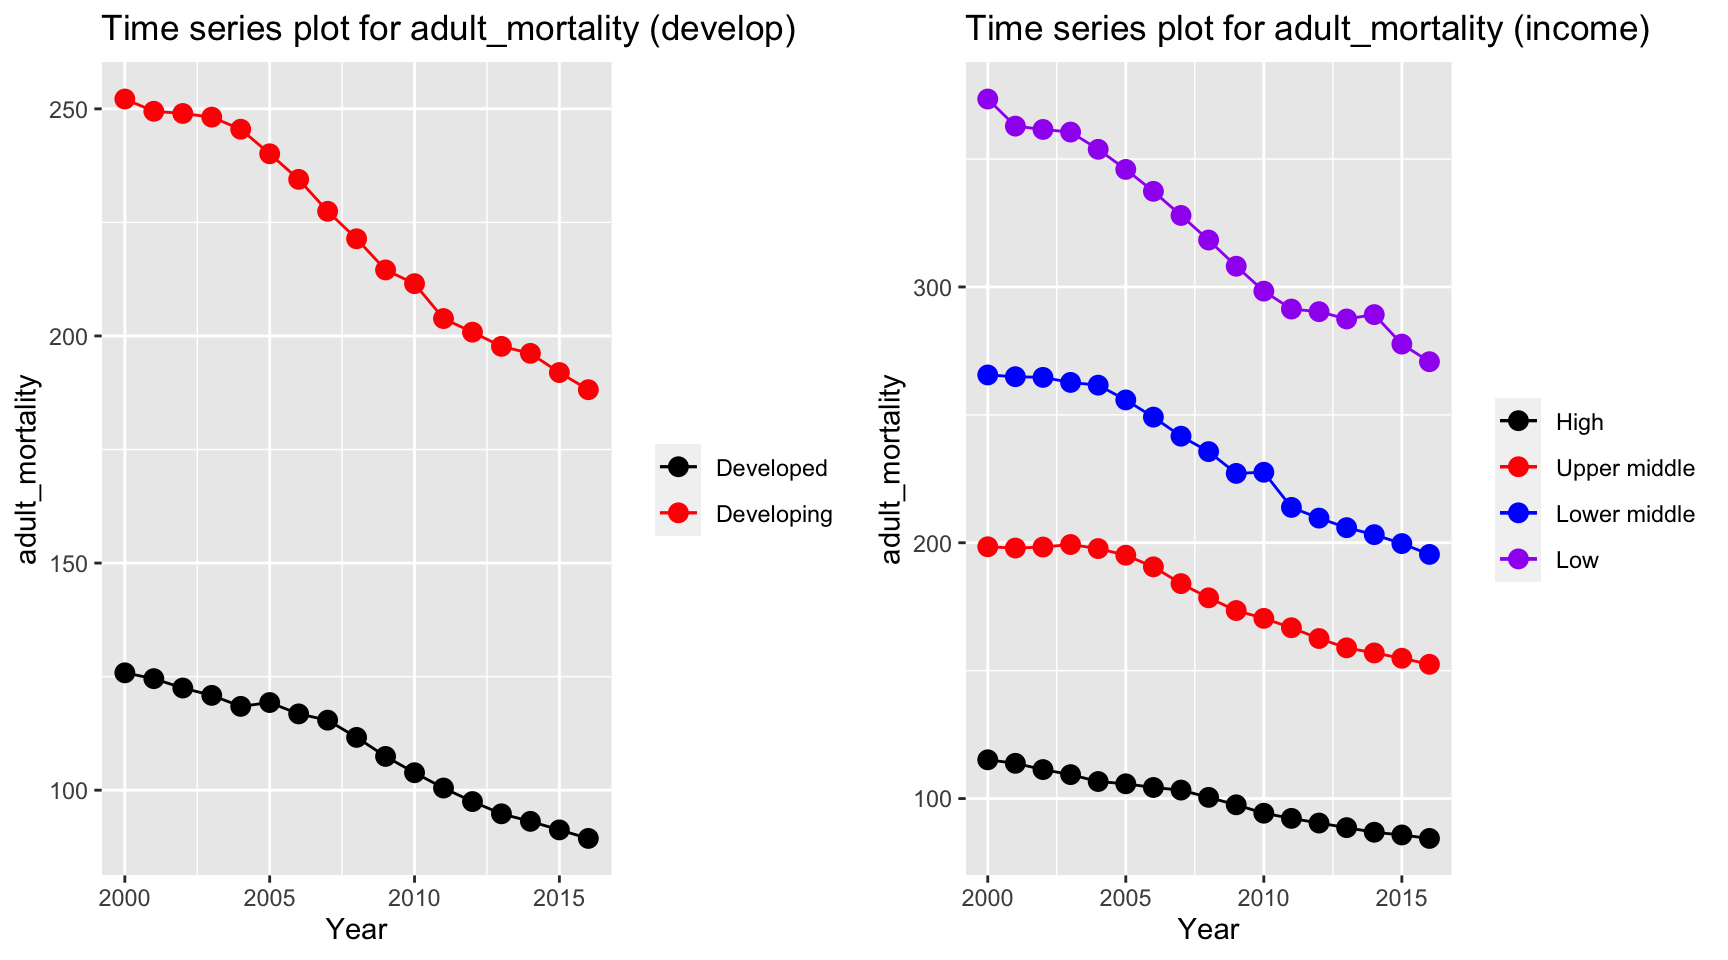 Time series plot for adult_mortality (develop)
250
200
150
100
adult_mortality
2000 2005 2010 2015
Year
Developed
Developing
Time series plot for adult_mortality (income)
300
200
100
adult_mortality
2000 2005 2010 2015
Year
High
Upper middle
Lower middle
Low